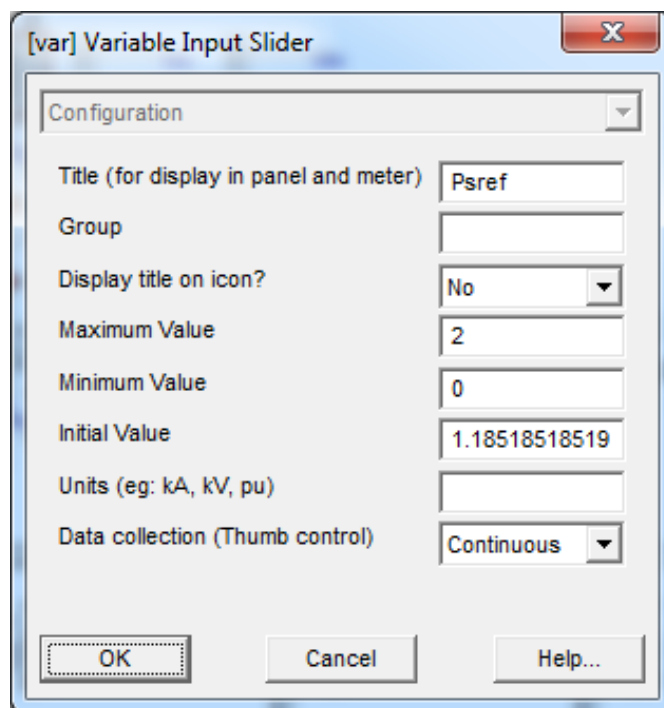 [var] Variable Input Slider
Configuration
Title (for display in panel and meter) Psref
Group
Display title on icon? No
Maximum Value 2
Minimum Value 0
Initial Value 1.18518518519
Units (eg: kA, kV, pu)
Data collection (Thumb control) Continuous
OK Cancel Help...